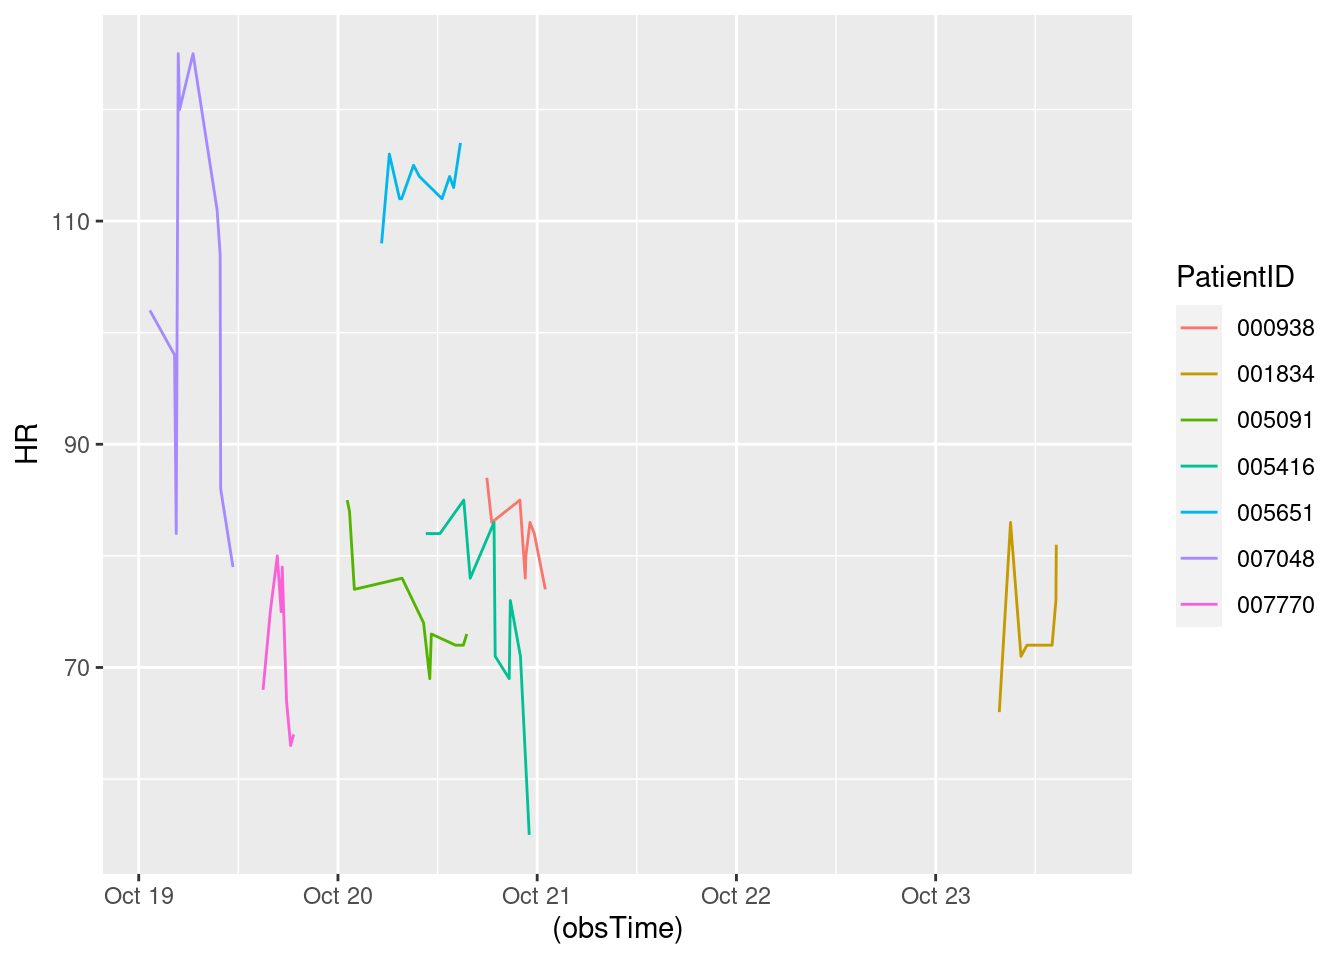 HR
110
90
70
Oct 19
Oct 20
Oct 21
Oct 22
Oct 23
(obsTime)
PatientID
000938
001834
005091
005416
005651
007048
007770